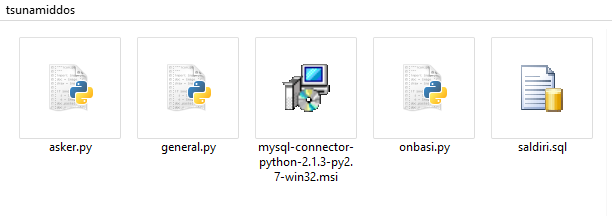 tsunamiddos
asker.py
general.py
mysql-connector-
python-2.1.3-py2.
7-win32.msi
onbasi.py
saldiri.sql